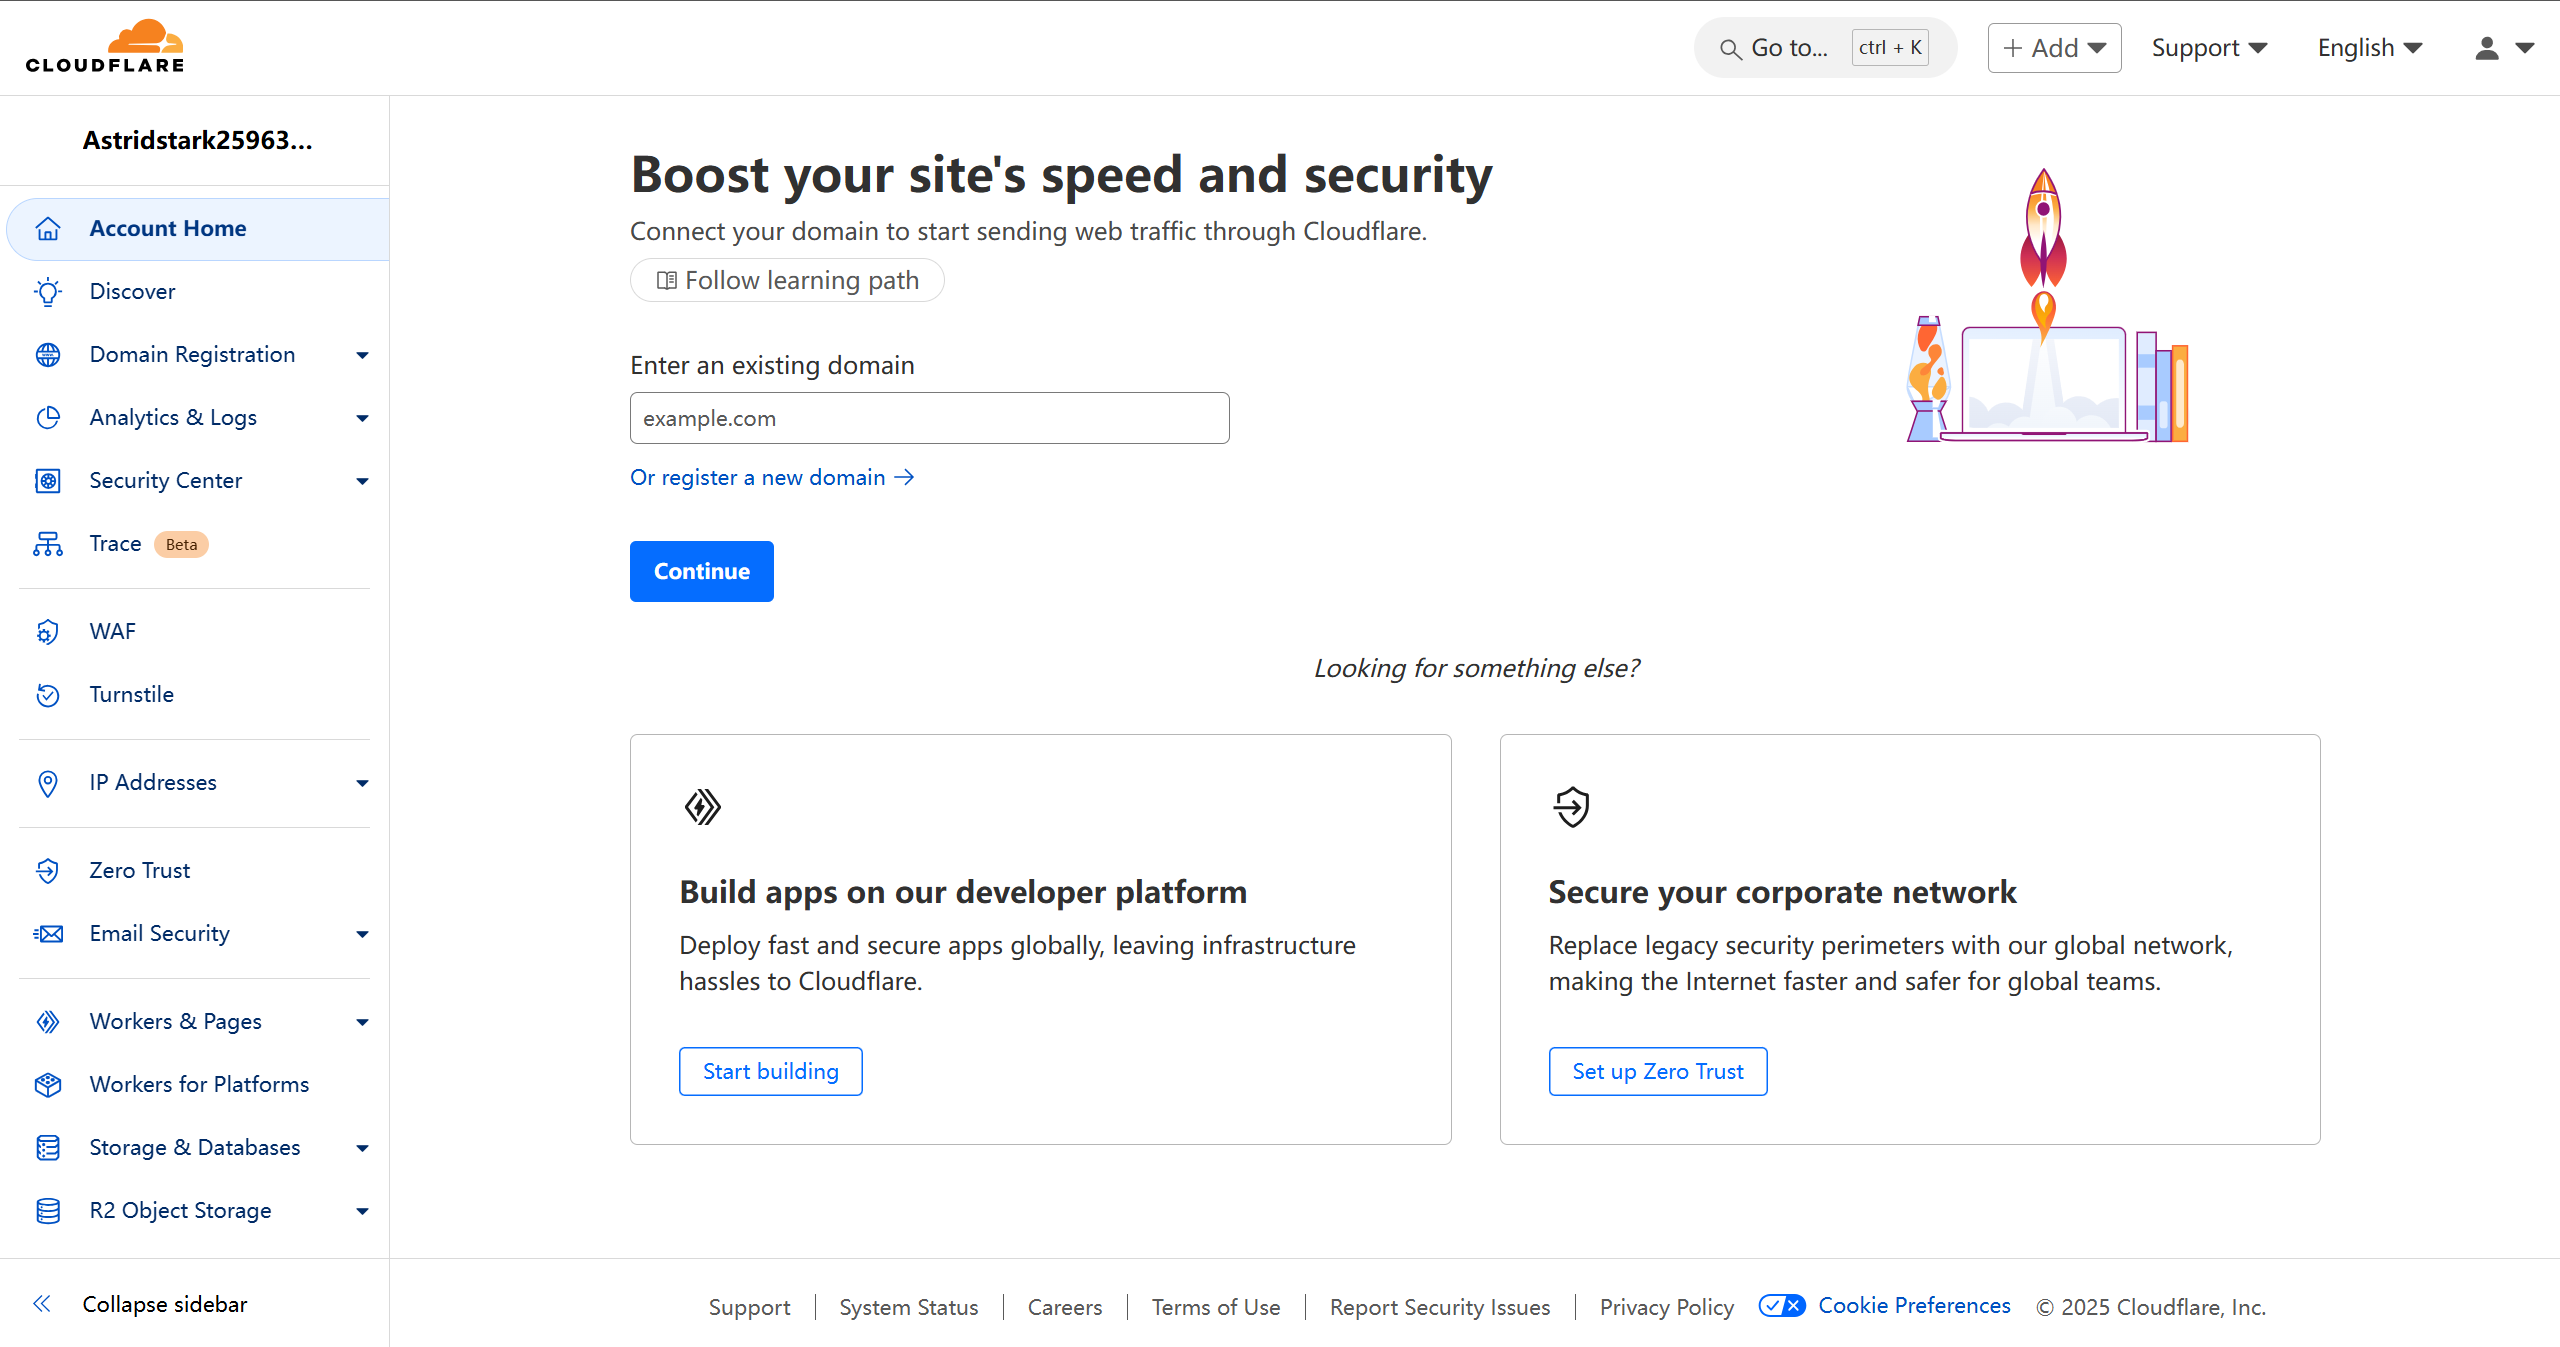 CLOUDFLARE
Go to... ctrl + K
Add
Support
English
Astridstark25963...
Account Home
Discover
Domain Registration
Analytics & Logs
Security Center
Trace Beta
WAF
Turnstile
IP Addresses
Zero Trust
Email Security
Workers & Pages
Workers for Platforms
Storage & Databases
R2 Object Storage
Collapse sidebar
Boost your site's speed and security
Connect your domain to start sending web traffic through Cloudflare.
Follow learning path
Enter an existing domain
example.com
Or register a new domain
Continue
Looking for something else?
Build apps on our developer platform
Deploy fast and secure apps globally, leaving infrastructure
hassles to Cloudflare.
Start building
Secure your corporate network
Replace legacy security perimeters with our global network,
making the Internet faster and safer for global teams.
Set up Zero Trust
Support
System Status
Careers
Terms of Use
Report Security Issues
Privacy Policy
Cookie Preferences
© 2025 Cloudflare, Inc.